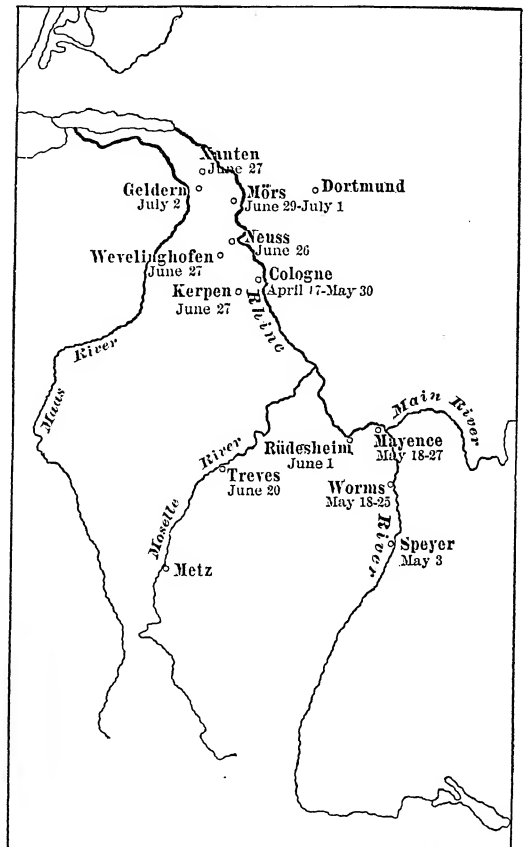 Xanten
June 27
Geldern
July 2
Mörs
June 29-July 1
Dortmund
Neuss
June 26
Wevelinghofen
June 27
Cologne
April 17-May 30
Kerpen
June 27
Rhine
River
Maas
Main River
Mayence
May 18-27
Rüdesheim
June 1
River
Treves
June 20
Worms
May 18-25
Moselle
River
Speyer
May 3
Metz